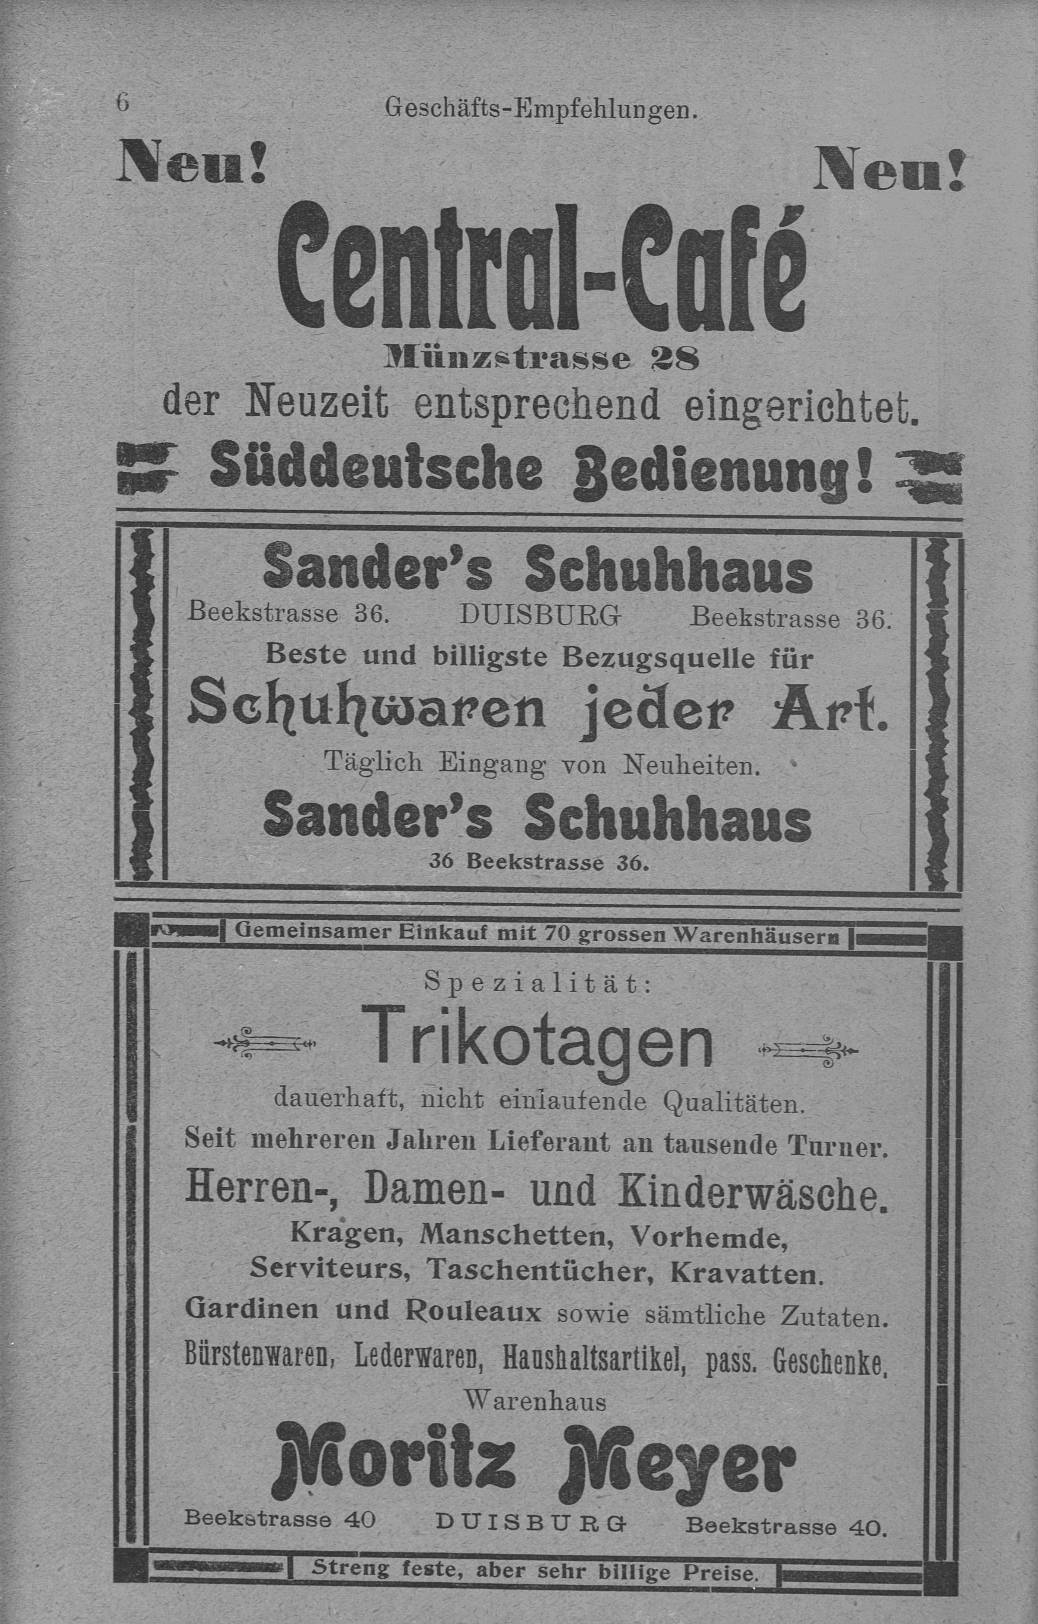 6
Geschäfts-Empfehlungen.
Neu! Neu!
Central-Café
Münzstrasse 28
der Neuzeit entsprechend eingerichtet.
Süddeutsche Bedienung!
Sander's Schuhhaus
Beekstrasse 36. DUISBURG Beekstrasse 36.
Beste und billigste Bezugsquelle für
Schuhwaren jeder Art.
Täglich Eingang von Neuheiten.
Sander's Schuhhaus
36 Beekstrasse 36.
Gemeinsamer Einkauf mit 70 grossen Warenhäusern
Spezialität:
Trikotagen
dauerhaft, nicht einlaufende Qualitäten.
Seit mehreren Jahren Lieferant an tausende Turner.
Herren-, Damen- und Kinderwäsche.
Kragen, Manschetten, Vorhemde,
Serviteurs, Taschentücher, Kravatten.
Gardinen und Rouleaux sowie sämtliche Zutaten.
Bürstenwaren, Lederwaren, Haushaltsartikel, pass. Geschenke.
Warenhaus
Moritz Meyer
Beekstrasse 40 DUISBURG Beekstrasse 40.
Streng feste, aber sehr billige Preise.